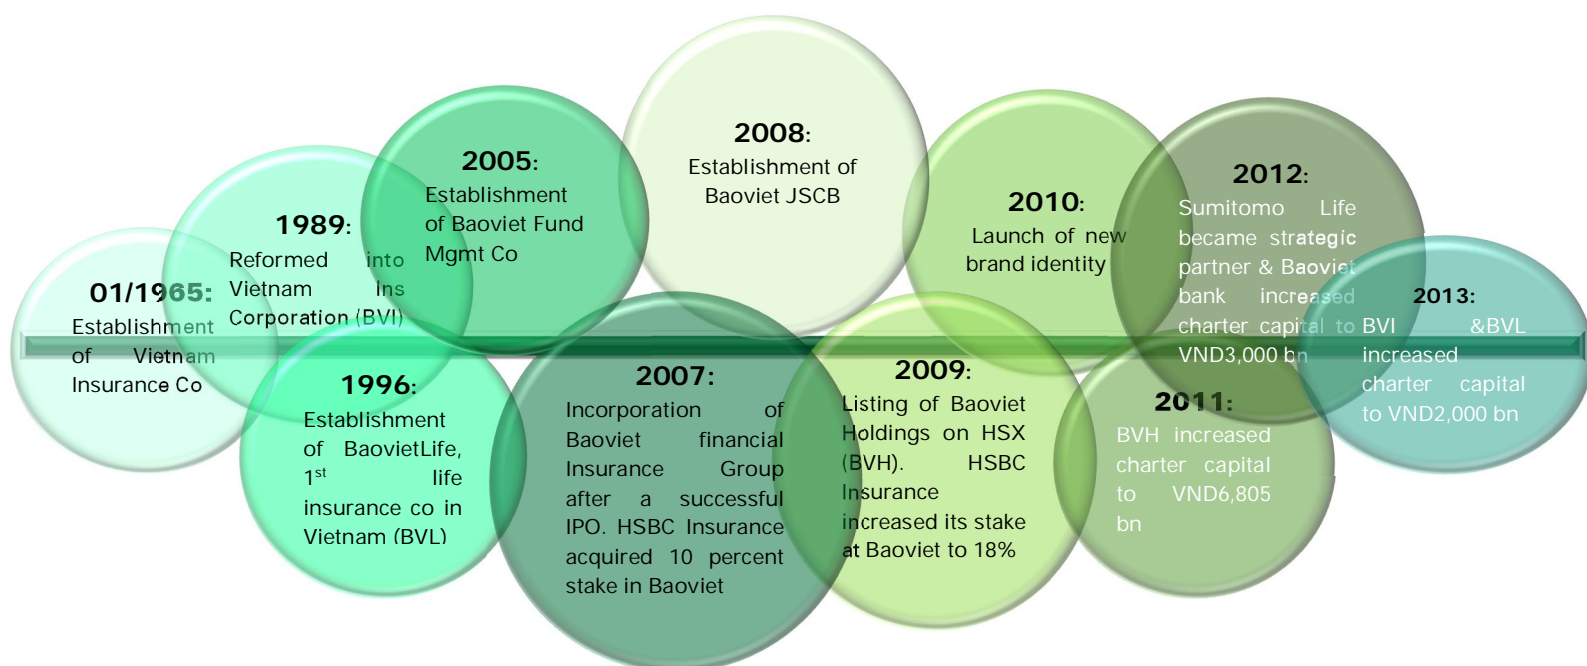 01/1965:
Establishment
of Vietnam
Insurance Co
1989:
Reformed into
Vietnam Ins
Corporation (BVI)
1996:
Establishment
of BaovietLife,
1st life
insurance co in
Vietnam (BVL)
2005:
Establishment
of Baoviet Fund
Mgmt Co
2007:
Incorporation of
Baoviet financial
Insurance Group
after a successful
IPO. HSBC Insurance
acquired 10 percent
stake in Baoviet
2008:
Establishment of
Baoviet JSCB
2009:
Listing of Baoviet
Holdings on HSX
(BVH). HSBC
Insurance
increased its stake
at Baoviet to 18%
2010:
Launch of new
brand identity
2011:
BVH increased
charter capital
to VND6,805
bn
2012:
Sumitomo Life
became strategic
partner & Baoviet
bank increased
charter capital to
VND3,000 bn
2013:
BVI &BVL
increased
charter capital
to VND2,000 bn